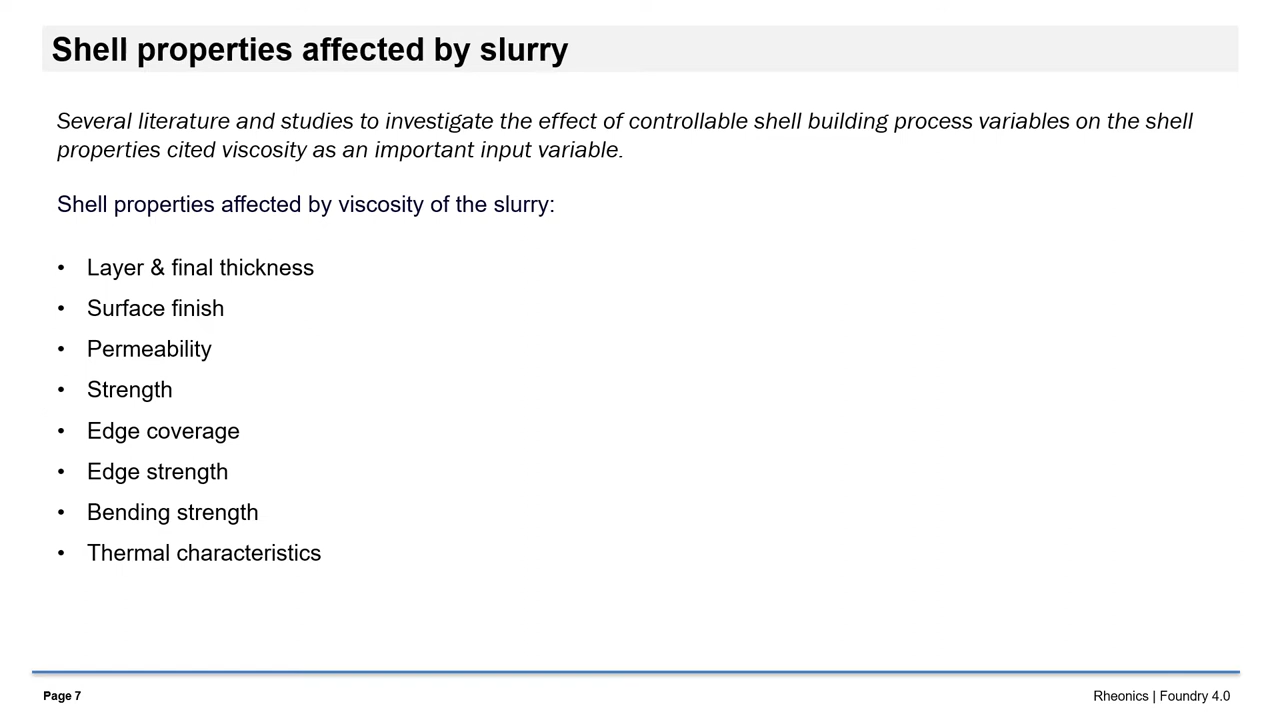 Shell properties affected by slurry
Several literature and studies to investigate the effect of controllable shell building process variables on the shell
properties cited viscosity as an important input variable.
Shell properties affected by viscosity of the slurry:
• Layer & final thickness
• Surface finish
• Permeability
• Strength
• Edge coverage
• Edge strength
• Bending strength
• Thermal characteristics
Page 7
Rheonics | Foundry 4.0